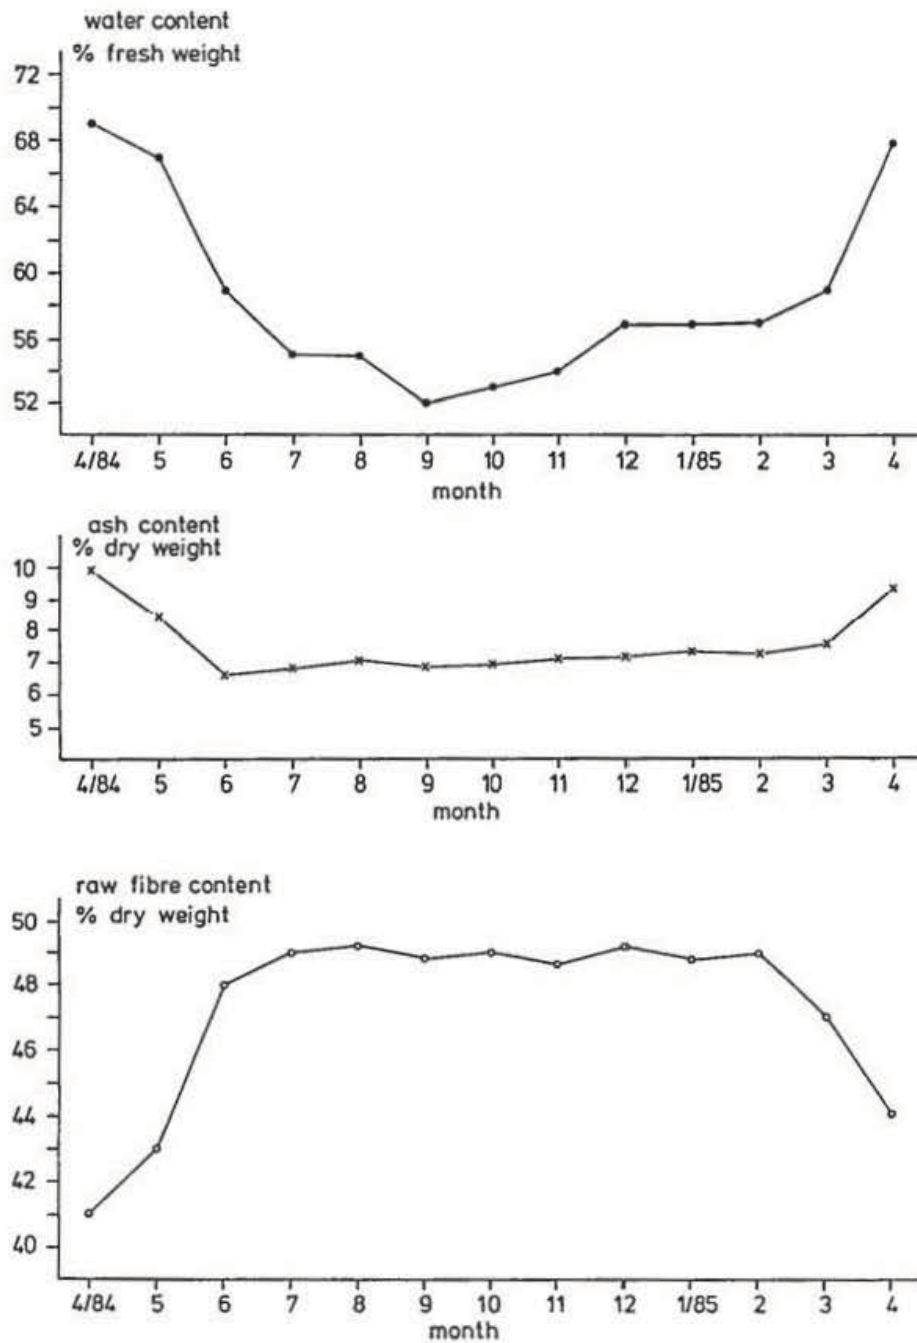 water content
% fresh weight
72
68
64
60
56
52
4/84 5 6 7 8 9 10 11 12 1/85 2 3 4
month
ash content
% dry weight
10
9
8
7
6
5
4/84 5 6 7 8 9 10 11 12 1/85 2 3 4
month
raw fibre content
% dry weight
50
48
46
44
42
40
4/84 5 6 7 8 9 10 11 12 1/85 2 3 4
month